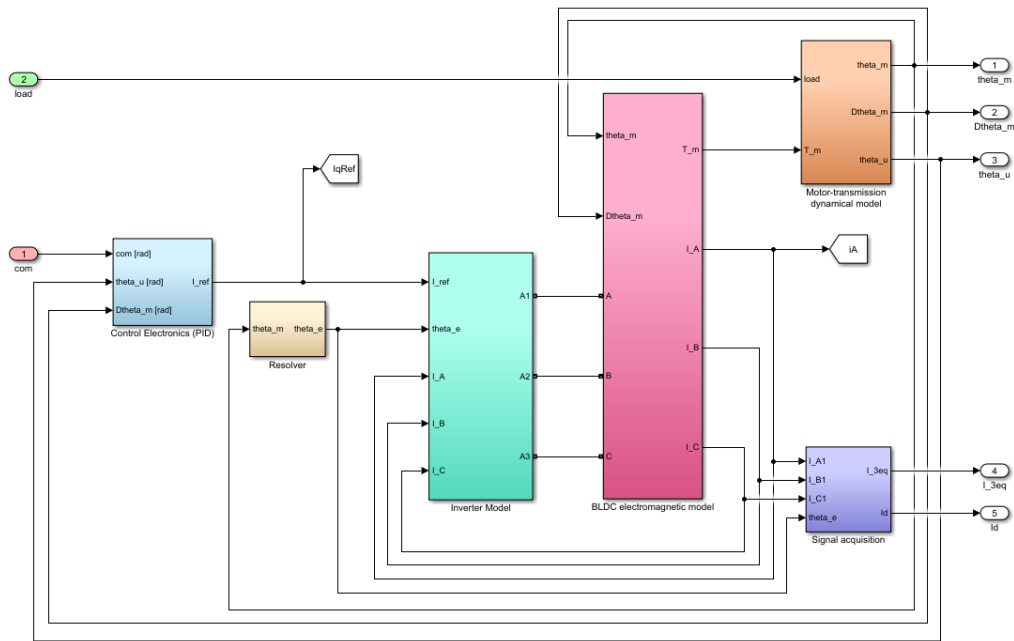 2
load
1
com
com [rad]
theta_u [rad]
Dtheta_m [rad]
I_ref
Control Electronics (PID)
IqRef
theta_m
theta_e
Resolver
I_ref
theta_e
I_A
I_B
I_C
A1
A2
A3
Inverter Model
theta_m
Dtheta_m
A
B
C
T_m
I_A
I_B
I_C
BLDC electromagnetic model
load
T_m
theta_m
Dtheta_m
theta_u
Motor-transmission
dynamical model
iA
I_A1
I_B1
I_C1
theta_e
I_3eq
Id
Signal acquisition
1
theta_m
2
Dtheta_m
3
theta_u
4
I_3eq
5
Id